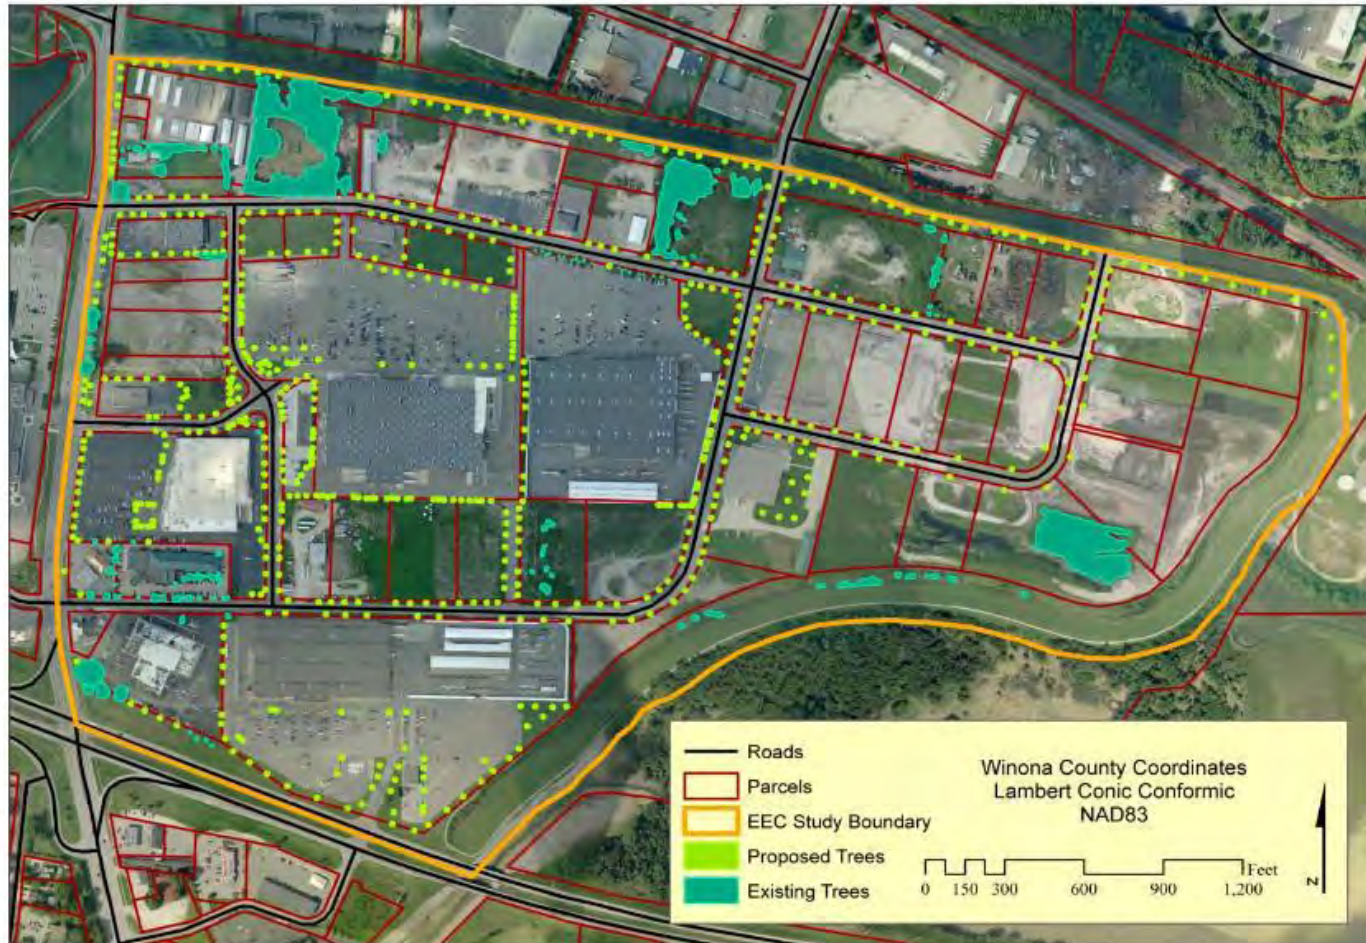 Roads
Parcels
EEC Study Boundary
Proposed Trees
Existing Trees
Winona County Coordinates
Lambert Conic Conformic
NAD83
Feet
0 150 300 600 900 1,200
N